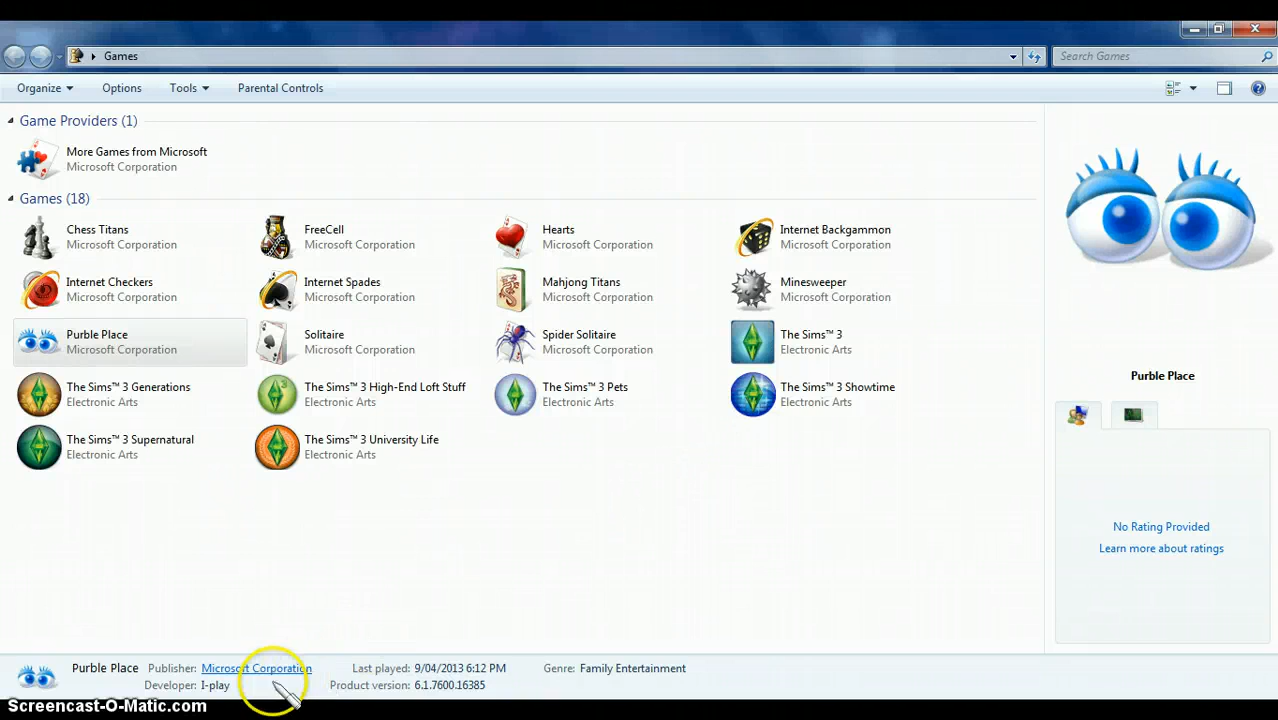 Games
Search Games
Organize Options Tools Parental Controls
Game Providers (1)
More Games from Microsoft
Microsoft Corporation
Games (18)
Chess Titans
Microsoft Corporation
FreeCell
Microsoft Corporation
Hearts
Microsoft Corporation
Internet Backgammon
Microsoft Corporation
Internet Checkers
Microsoft Corporation
Internet Spades
Microsoft Corporation
Mahjong Titans
Microsoft Corporation
Minesweeper
Microsoft Corporation
Purble Place
Microsoft Corporation
Solitaire
Microsoft Corporation
Spider Solitaire
Microsoft Corporation
The Sims™ 3
Electronic Arts
The Sims™ 3 Generations
Electronic Arts
The Sims™ 3 High-End Loft Stuff
Electronic Arts
The Sims™ 3 Pets
Electronic Arts
The Sims™ 3 Showtime
Electronic Arts
The Sims™ 3 Supernatural
Electronic Arts
The Sims™ 3 University Life
Electronic Arts
Purble Place
No Rating Provided
Learn more about ratings
Purble Place Publisher: Microsoft Corporation Last played: 9/04/2013 6:12 PM Genre: Family Entertainment
Developer: I-play Product version: 6.1.7600.16385
Screencast-O-Matic.com